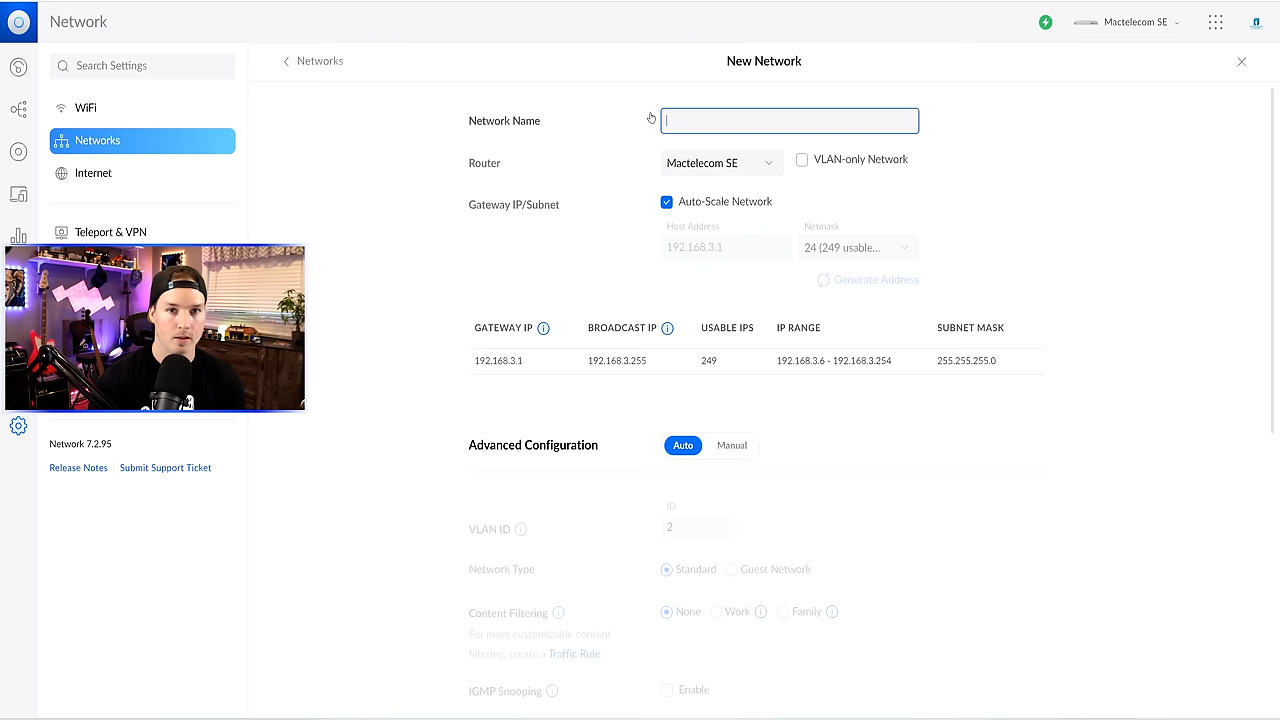 Network
Mactelecom SE
Search Settings
Networks
New Network
WiFi
Networks
Internet
Teleport & VPN
Network 7.2.95
Release Notes
Submit Support Ticket
Network Name
Router
Mactelecom SE
VLAN-only Network
Gateway IP/Subnet
Auto-Scale Network
Host Address
Netmask
192.168.3.1
24 (249 usable...
Generate Address
GATEWAY IP BROADCAST IP USABLE IPS IP RANGE SUBNET MASK
192.168.3.1 192.168.3.255 249 192.168.3.6 - 192.168.3.254 255.255.255.0
Advanced Configuration
Auto
Manual
ID
VLAN ID
2
Network Type
Standard
Guest Network
Content Filtering
None
Work
Family
For more customizable content
filtering, create a Traffic Rule
IGMP Snooping
Enable